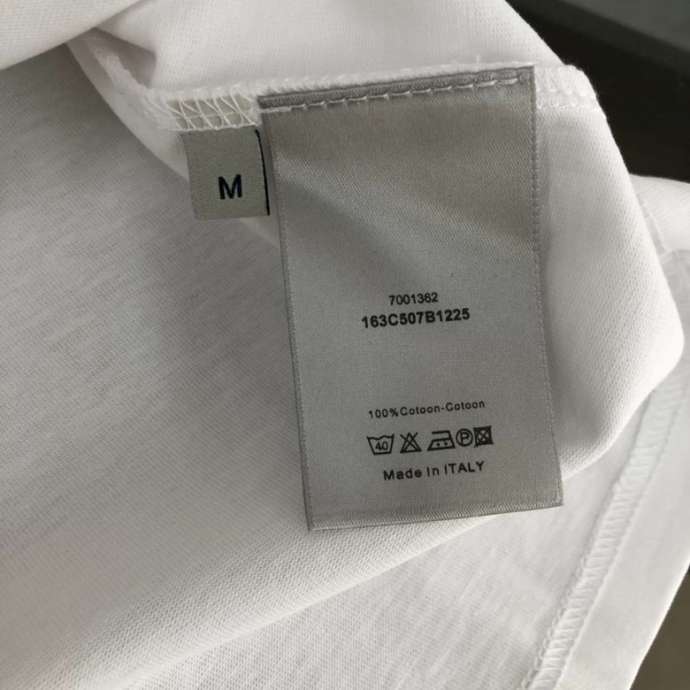 M
7001362
163C507B1225
100%Cotoon-Cotoon
40
P
Made in ITALY